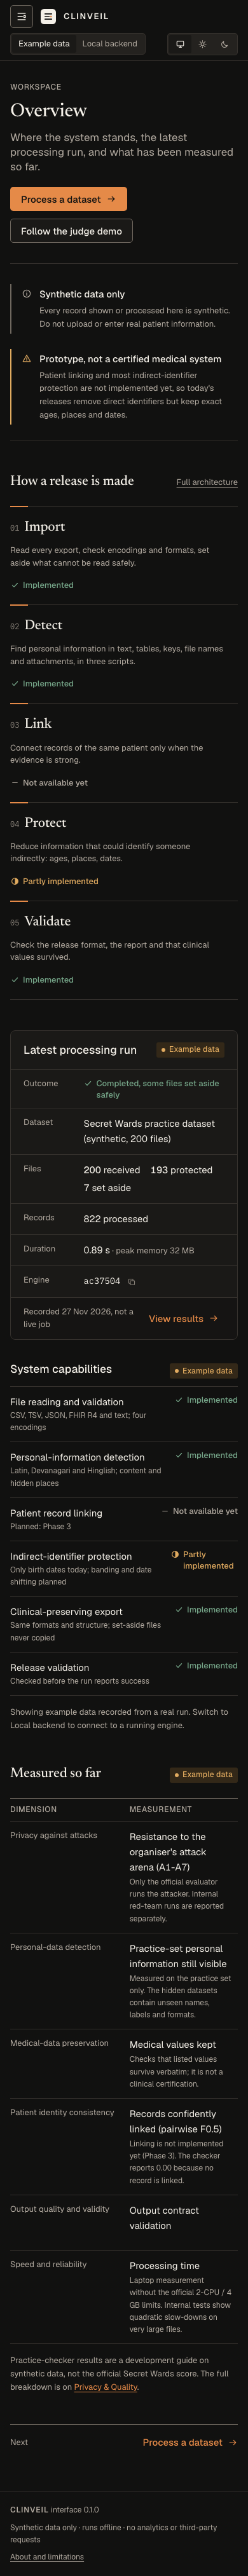 CLINVEIL
Example data
Local backend
WORKSPACE
Overview
Where the system stands, the latest
processing run, and what has been measured
so far.
Process a dataset →
Follow the judge demo
Synthetic data only
Every record shown or processed here is synthetic.
Do not upload or enter real patient information.
Prototype, not a certified medical system
Patient linking and most indirect-identifier
protection are not implemented yet, so today's
releases remove direct identifiers but keep exact
ages, places and dates.
How a release is made
Full architecture
01 Import
Read every export, check encodings and formats, set
aside what cannot be read safely.
Implemented
02 Detect
Find personal information in text, tables, keys, file names
and attachments, in three scripts.
Implemented
03 Link
Connect records of the same patient only when the
evidence is strong.
Not available yet
04 Protect
Reduce information that could identify someone
indirectly: ages, places, dates.
Partly implemented
05 Validate
Check the release format, the report and that clinical
values survived.
Implemented
Latest processing run
Example data
Outcome
Completed, some files set aside
safely
Dataset
Secret Wards practice dataset
(synthetic, 200 files)
Files
200 received 193 protected
7 set aside
Records
822 processed
Duration
0.89 s · peak memory 32 MB
Engine
ac37504
Recorded 27 Nov 2026, not a
live job
View results →
System capabilities
Example data
File reading and validation
CSV, TSV, JSON, FHIR R4 and text; four
encodings
Implemented
Personal-information detection
Latin, Devanagari and Hinglish; content and
hidden places
Implemented
Patient record linking
Planned: Phase 3
Not available yet
Indirect-identifier protection
Only birth dates today; banding and date
shifting planned
Partly
implemented
Clinical-preserving export
Same formats and structure; set-aside files
never copied
Implemented
Release validation
Checked before the run reports success
Implemented
Showing example data recorded from a real run. Switch to
Local backend to connect to a running engine.
Measured so far
Example data
DIMENSION
MEASUREMENT
Privacy against attacks
Resistance to the
organiser's attack
arena (A1-A7)
Only the official evaluator
runs the attacker. Internal
red-team runs are reported
separately.
Personal-data detection
Practice-set personal
information still visible
Measured on the practice set
only. The hidden datasets
contain unseen names,
labels and formats.
Medical-data preservation
Medical values kept
Checks that listed values
survive verbatim; it is not a
clinical certification.
Patient identity consistency
Records confidently
linked (pairwise F0.5)
Linking is not implemented
yet (Phase 3). The checker
reports 0.00 because no
record is linked.
Output quality and validity
Output contract
validation
Speed and reliability
Processing time
Laptop measurement
without the official 2-CPU / 4
GB limits. Internal tests show
quadratic slow-downs on
very large files.
Practice-checker results are a development guide on
synthetic data, not the official Secret Wards score. The full
breakdown is on Privacy & Quality.
Next
Process a dataset →
CLINVEIL interface 0.1.0
Synthetic data only · runs offline · no analytics or third-party
requests
About and limitations